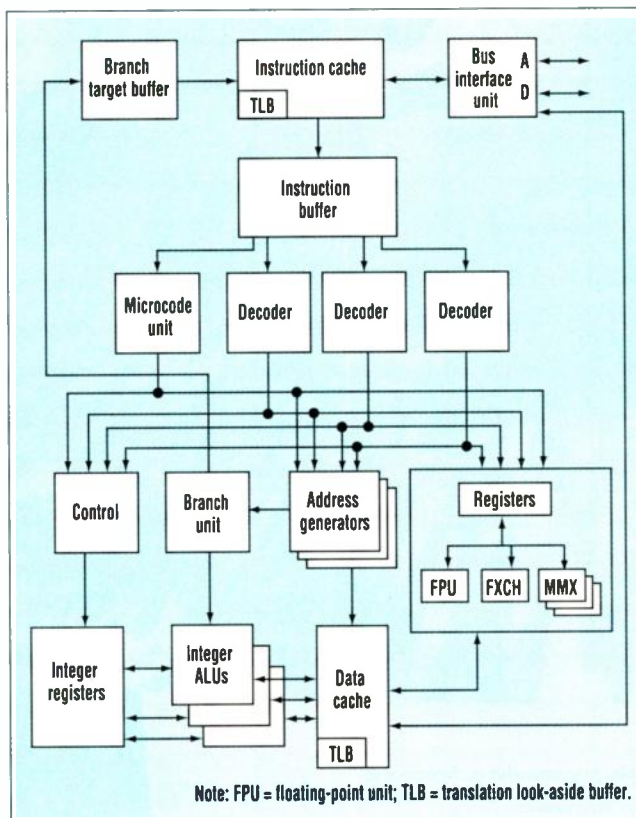 Branch
target buffer
Instruction cache
TLB
Bus
interface
unit
A
D
Instruction
buffer
Microcode
unit
Decoder
Decoder
Decoder
Control
Branch
unit
Address
generators
Registers
FPU
FXCH
MMX
Integer
registers
Integer
ALUs
Data
cache
TLB
Note: FPU = floating-point unit; TLB = translation look-aside buffer.